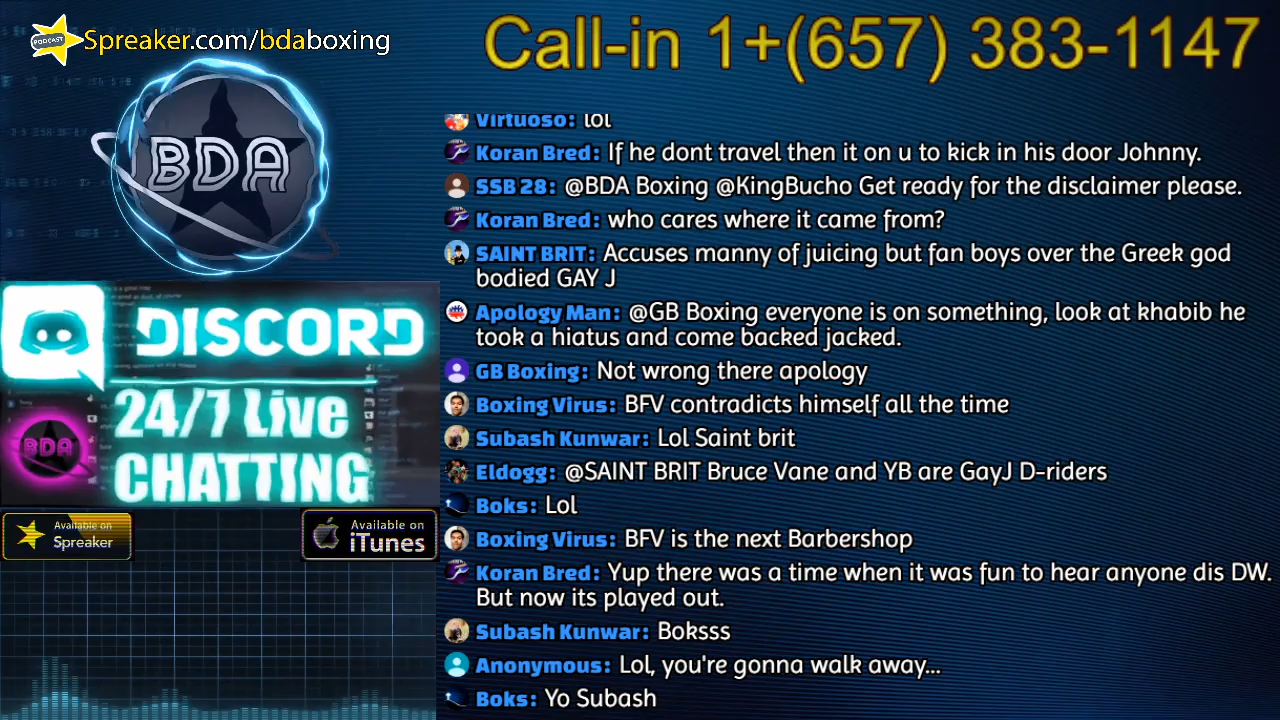 PODCAST
Spreaker.com/bdaboxing
Call-in 1+(657) 383-1147
BDA
DISCORD
24/7 Live
CHATTING
BDA
Available on
Spreaker
Available on
iTunes
Virtuoso: lol
Koran Bred: If he dont travel then it on u to kick in his door Johnny.
SSB 28: @BDA Boxing @KingBucho Get ready for the disclaimer please.
Koran Bred: who cares where it came from?
SAINT BRIT: Accuses manny of juicing but fan boys over the Greek god
bodied GAY J
Apology Man: @GB Boxing everyone is on something, look at khabib he
took a hiatus and come backed jacked.
GB Boxing: Not wrong there apology
Boxing Virus: BFV contradicts himself all the time
Subash Kunwar: Lol Saint brit
Eldogg: @SAINT BRIT Bruce Vane and YB are GayJ D-riders
Boks: Lol
Boxing Virus: BFV is the next Barbershop
Koran Bred: Yup there was a time when it was fun to hear anyone dis DW.
But now its played out.
Subash Kunwar: Boksss
Anonymous: Lol, you're gonna walk away...
Boks: Yo Subash